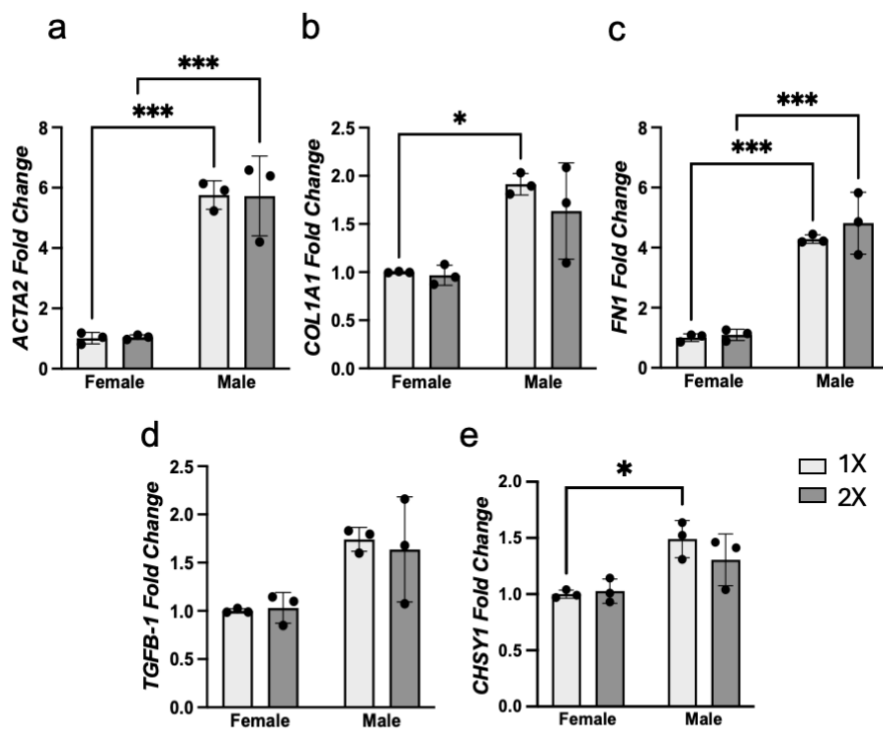 a
b
c
***
***
***
***
*
8
6
4
2
0
ACTA2 Fold Change
Female
Male
2.5
2.0
1.5
1.0
0.5
0.0
COL1A1 Fold Change
Female
Male
8
6
4
2
0
FN1 Fold Change
Female
Male
d
e
2.5
2.0
1.5
1.0
0.5
0.0
TGFB-1 Fold Change
Female
Male
*
2.0
1.5
1.0
0.5
0.0
CHSY1 Fold Change
Female
Male
1X
2X